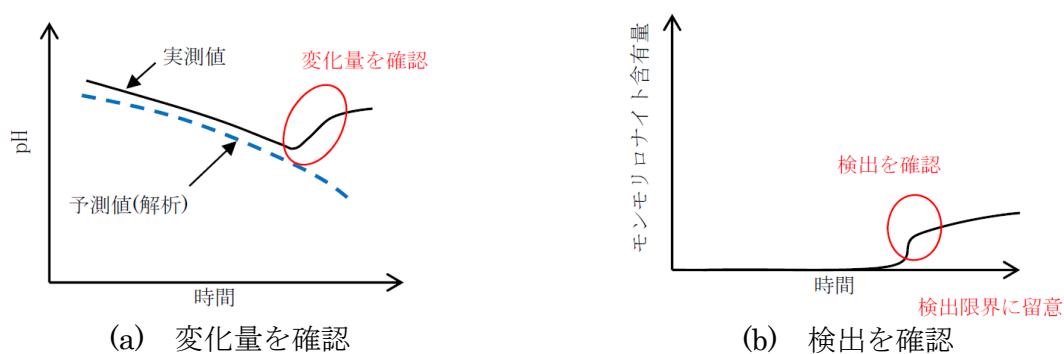 実測値
変化量を確認
pH
予測値(解析)
時間
(a) 変化量を確認
モンモリロナイト含有量
検出を確認
時間
検出限界に留意
(b) 検出を確認